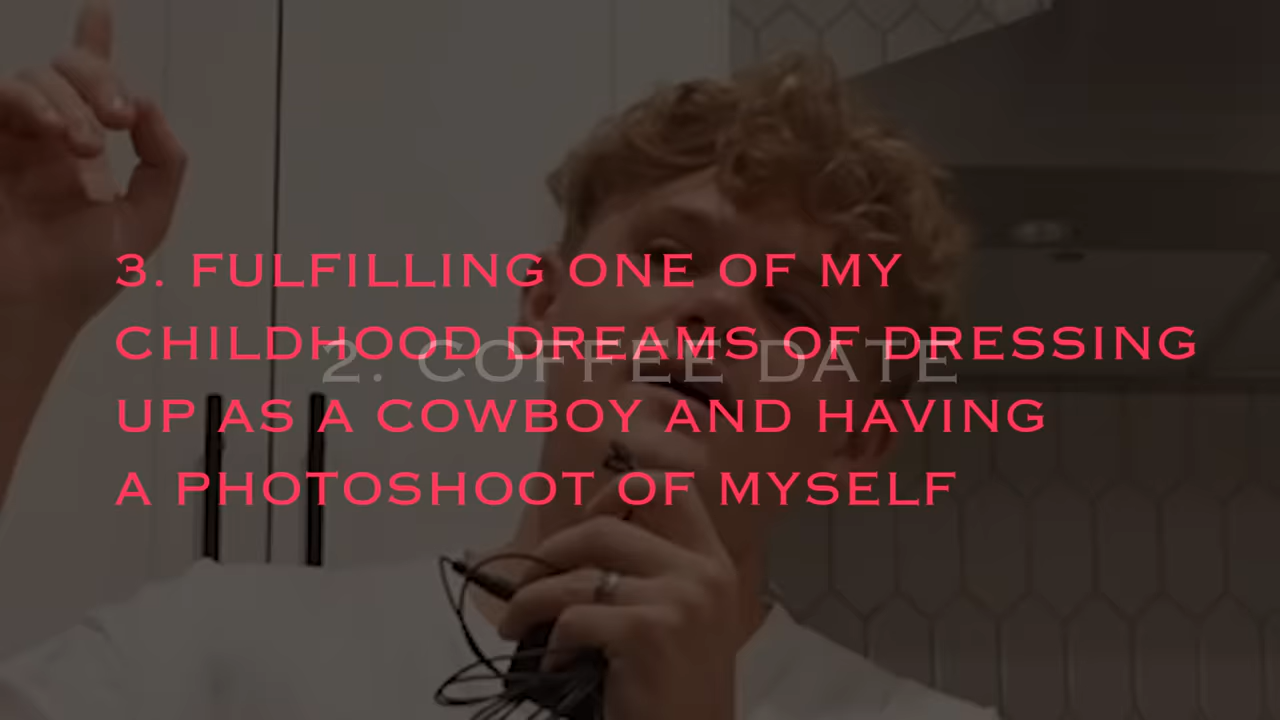 3. FULFILLING ONE OF MY
CHILDHOOD DREAMS OF DRESSING
2. COFFEE DATE
UP AS A COWBOY AND HAVING
A PHOTOSHOOT OF MYSELF